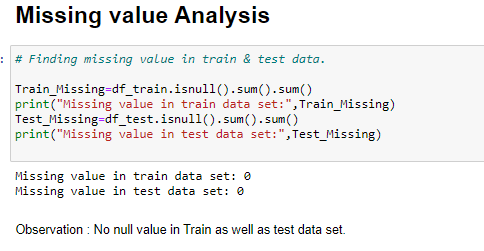 Missing value Analysis
: # Finding missing value in train & test data.
Train_Missing=df_train.isnull().sum().sum()
print("Missing value in train data set:",Train_Missing)
Test_Missing=df_test.isnull().sum().sum()
print("Missing value in test data set:",Test_Missing)
Missing value in train data set: 0
Missing value in test data set: 0
Observation : No null value in Train as well as test data set.